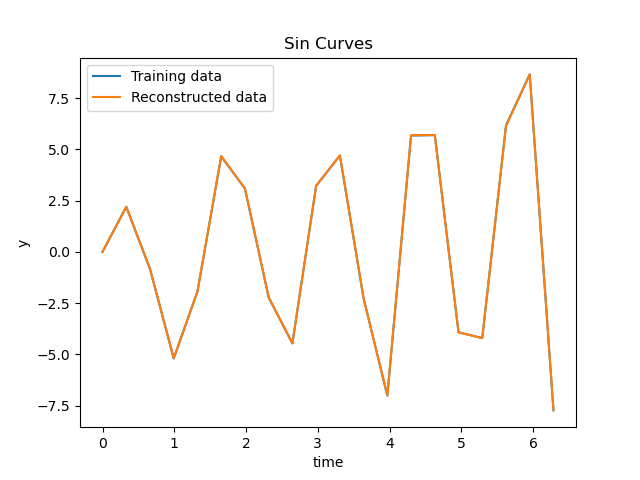 Sin Curves
Training data
Reconstructed data
7.5
5.0
2.5
0.0
−2.5
−5.0
−7.5
y
0 1 2 3 4 5 6
time